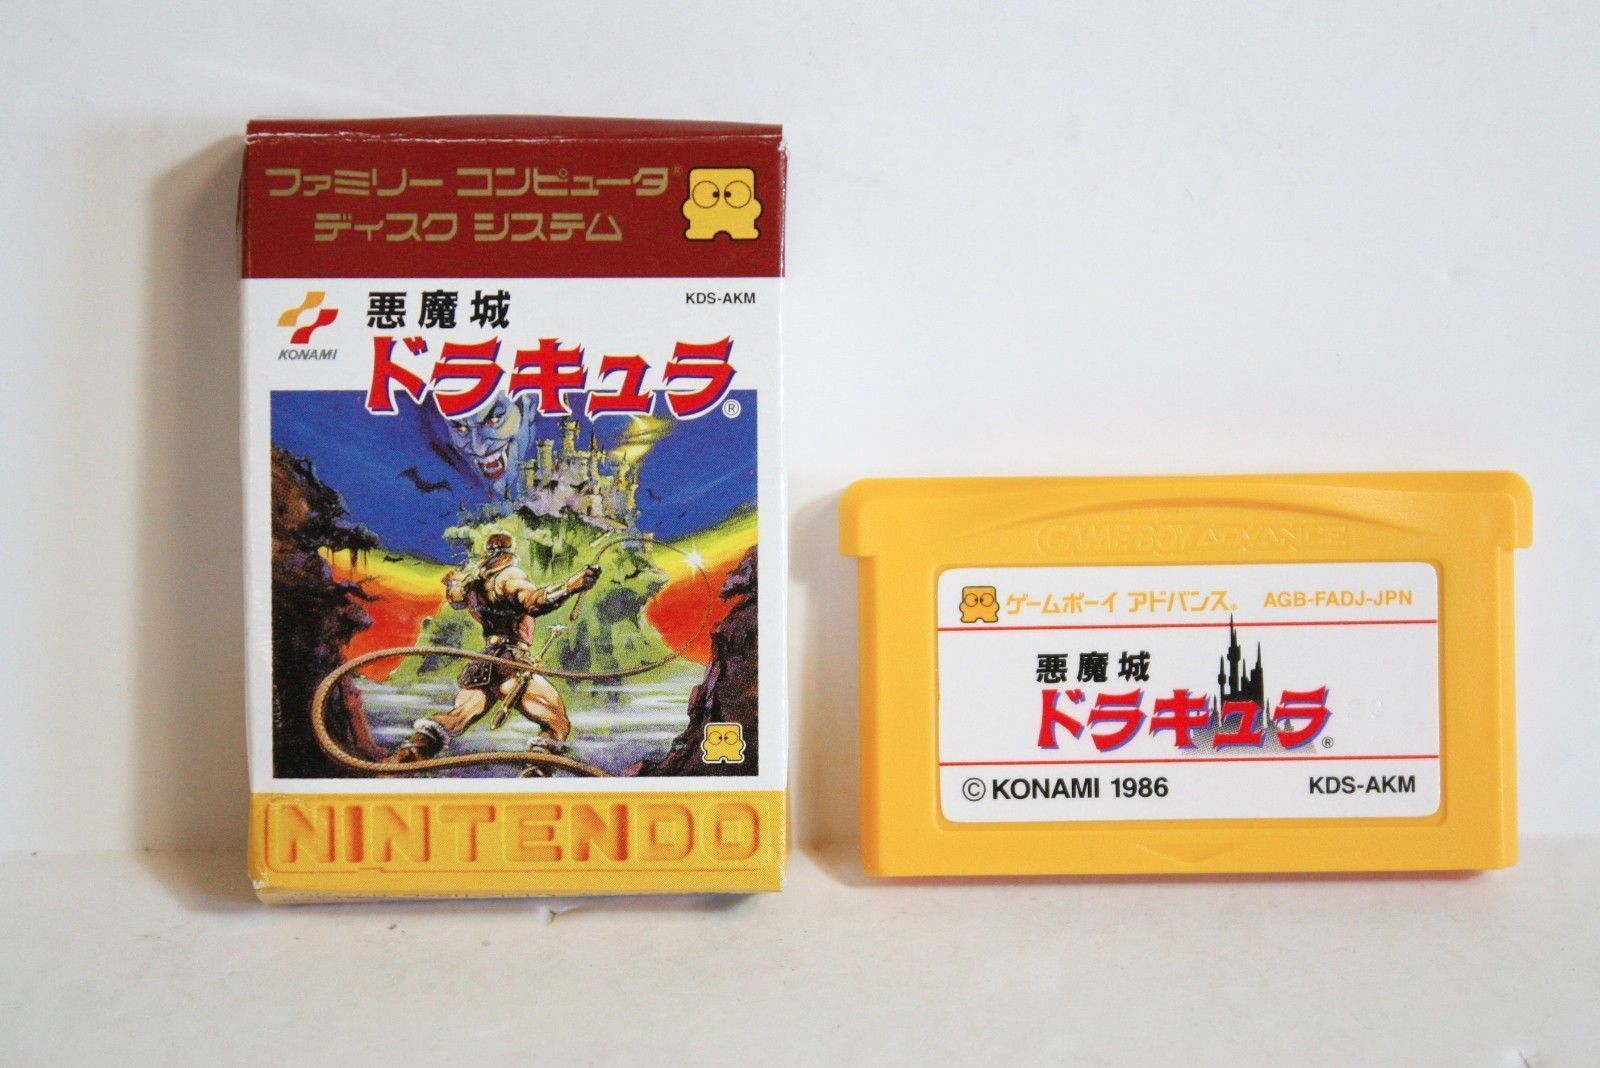 ファミリー コンピュータ®
ディスク システム
KONAMI
悪魔城
KDS-AKM
ドラキュラ®
NINTENDO
GAME BOY ADVANCE
ゲームボーイ アドバンス®
AGB-FADJ-JPN
悪魔城
ドラキュラ®
© KONAMI 1986
KDS-AKM